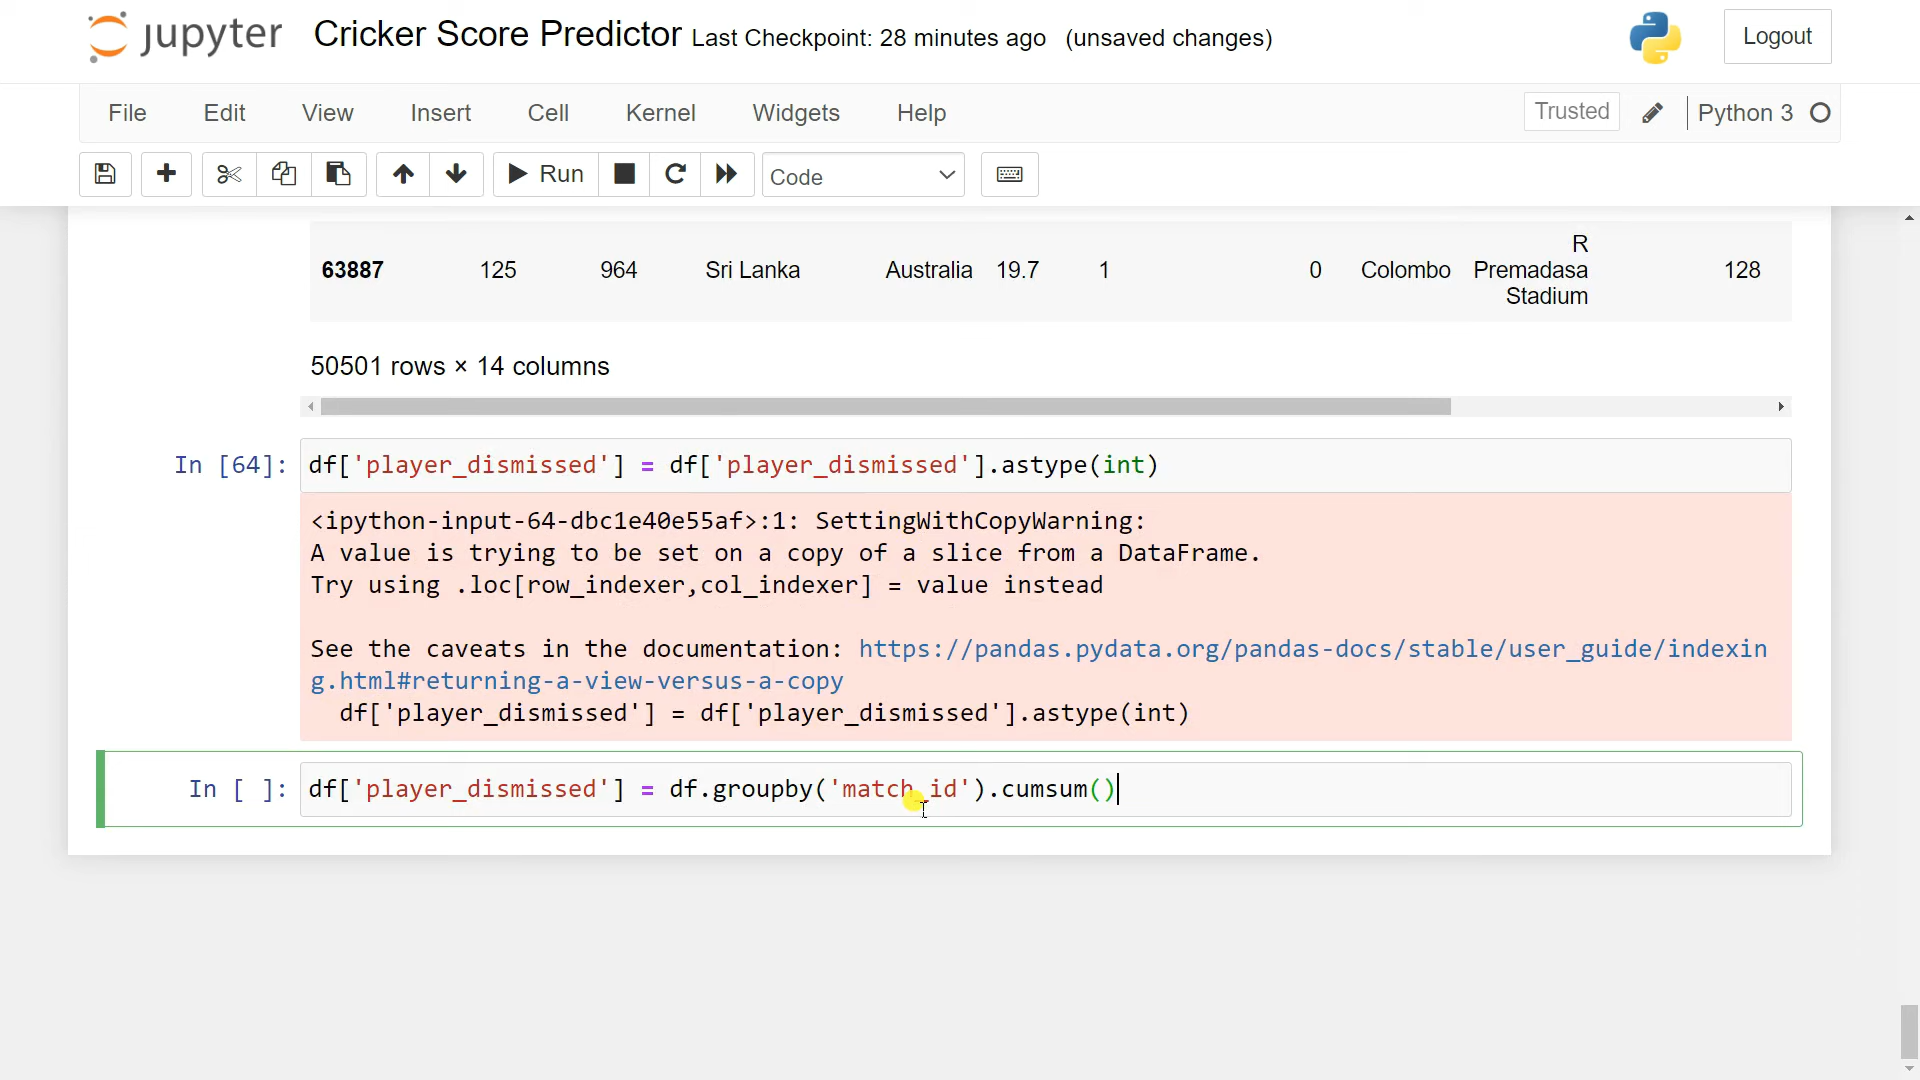 jupyter Cricker Score Predictor Last Checkpoint: 28 minutes ago (unsaved changes) Logout
File Edit View Insert Cell Kernel Widgets Help Trusted Python 3
Run Code
R
63887 125 964 Sri Lanka Australia 19.7 1 0 Colombo Premadasa 128
Stadium
50501 rows × 14 columns
In [64]: df['player_dismissed'] = df['player_dismissed'].astype(int)
<ipython-input-64-dbc1e40e55af>:1: SettingWithCopyWarning:
A value is trying to be set on a copy of a slice from a DataFrame.
Try using .loc[row_indexer,col_indexer] = value instead
See the caveats in the documentation: https://pandas.pydata.org/pandas-docs/stable/user_guide/indexin
g.html#returning-a-view-versus-a-copy
df['player_dismissed'] = df['player_dismissed'].astype(int)
In [ ]: df['player_dismissed'] = df.groupby('match_id').cumsum()